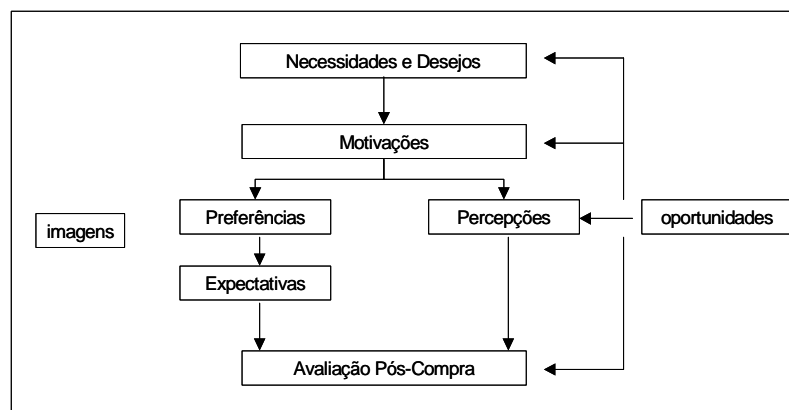 Necessidades e Desejos
Motivações
Preferências
Percepções
oportunidades
imagens
Expectativas
Avaliação Pós-Compra